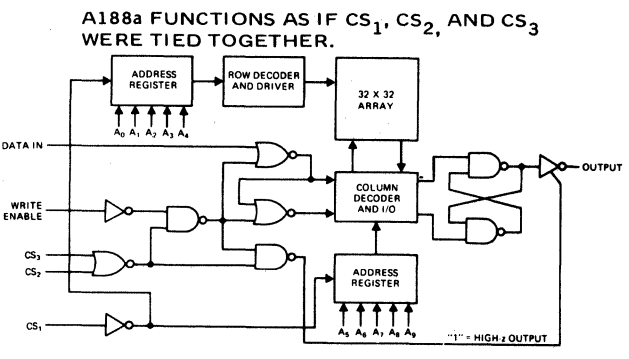 A188a FUNCTIONS AS IF CS1, CS2, AND CS3
WERE TIED TOGETHER.
ADDRESS
REGISTER
ROW DECODER
AND DRIVER
32 X 32
ARRAY
A0 A1 A2 A3 A4
DATA IN
WRITE
ENABLE
CS3
CS2
CS1
COLUMN
DECODER
AND I/O
OUTPUT
ADDRESS
REGISTER
A5 A6 A7 A8 A9
"1" = HIGH-z OUTPUT